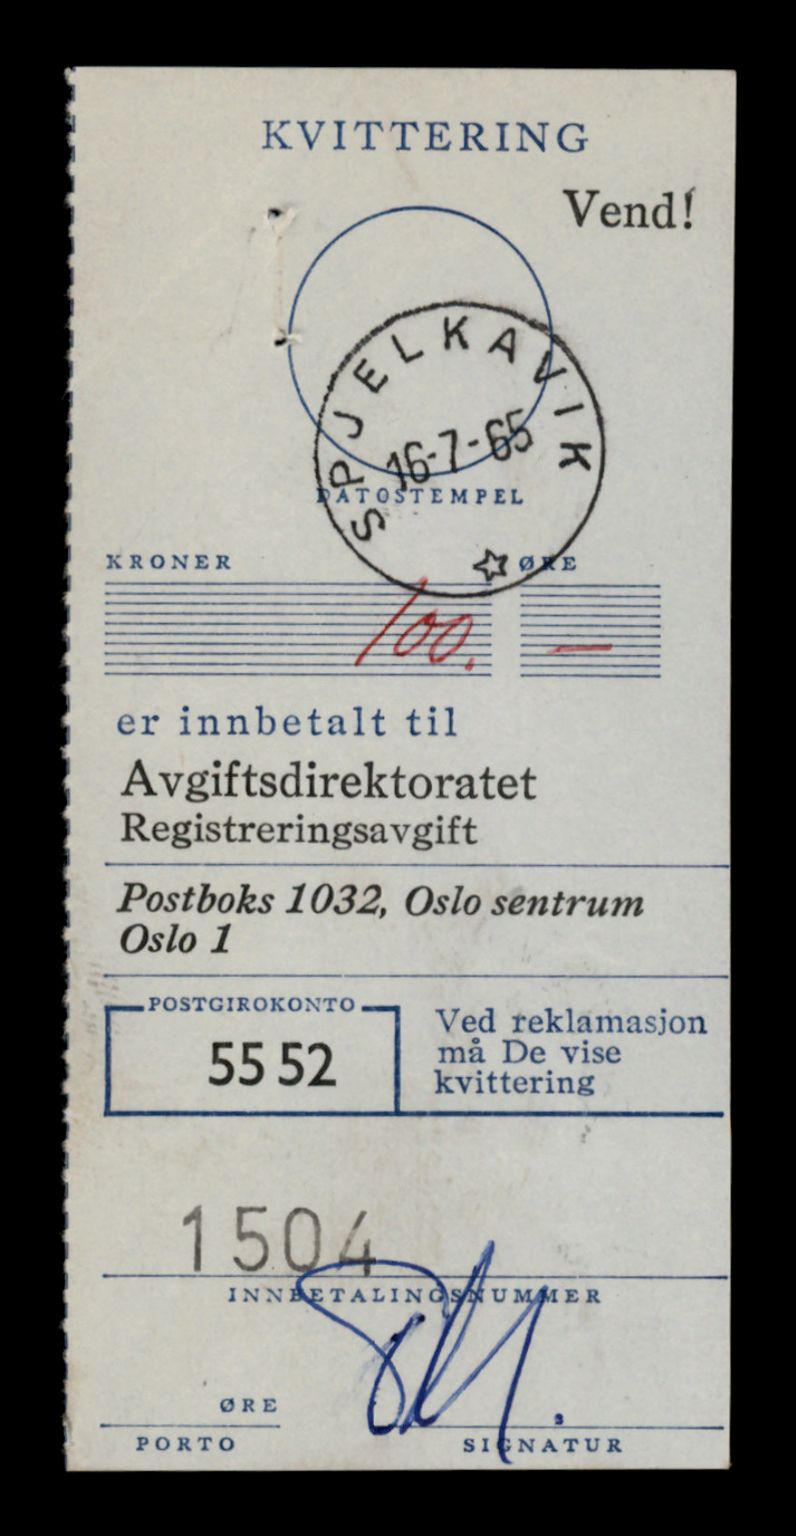 KVITTERING
Vend!
SPJELKAVIK
16-7-65
DATOSTEMPEL
KRONER ØRE
100. —
er innbetalt til
Avgiftsdirektoratet
Registreringsavgift
Postboks 1032, Oslo sentrum
Oslo 1
POSTGIROKONTO
55 52
Ved reklamasjon
må De vise
kvittering
1504
INNBETALINGSNUMMER
ØRE
PORTO SIGNATUR